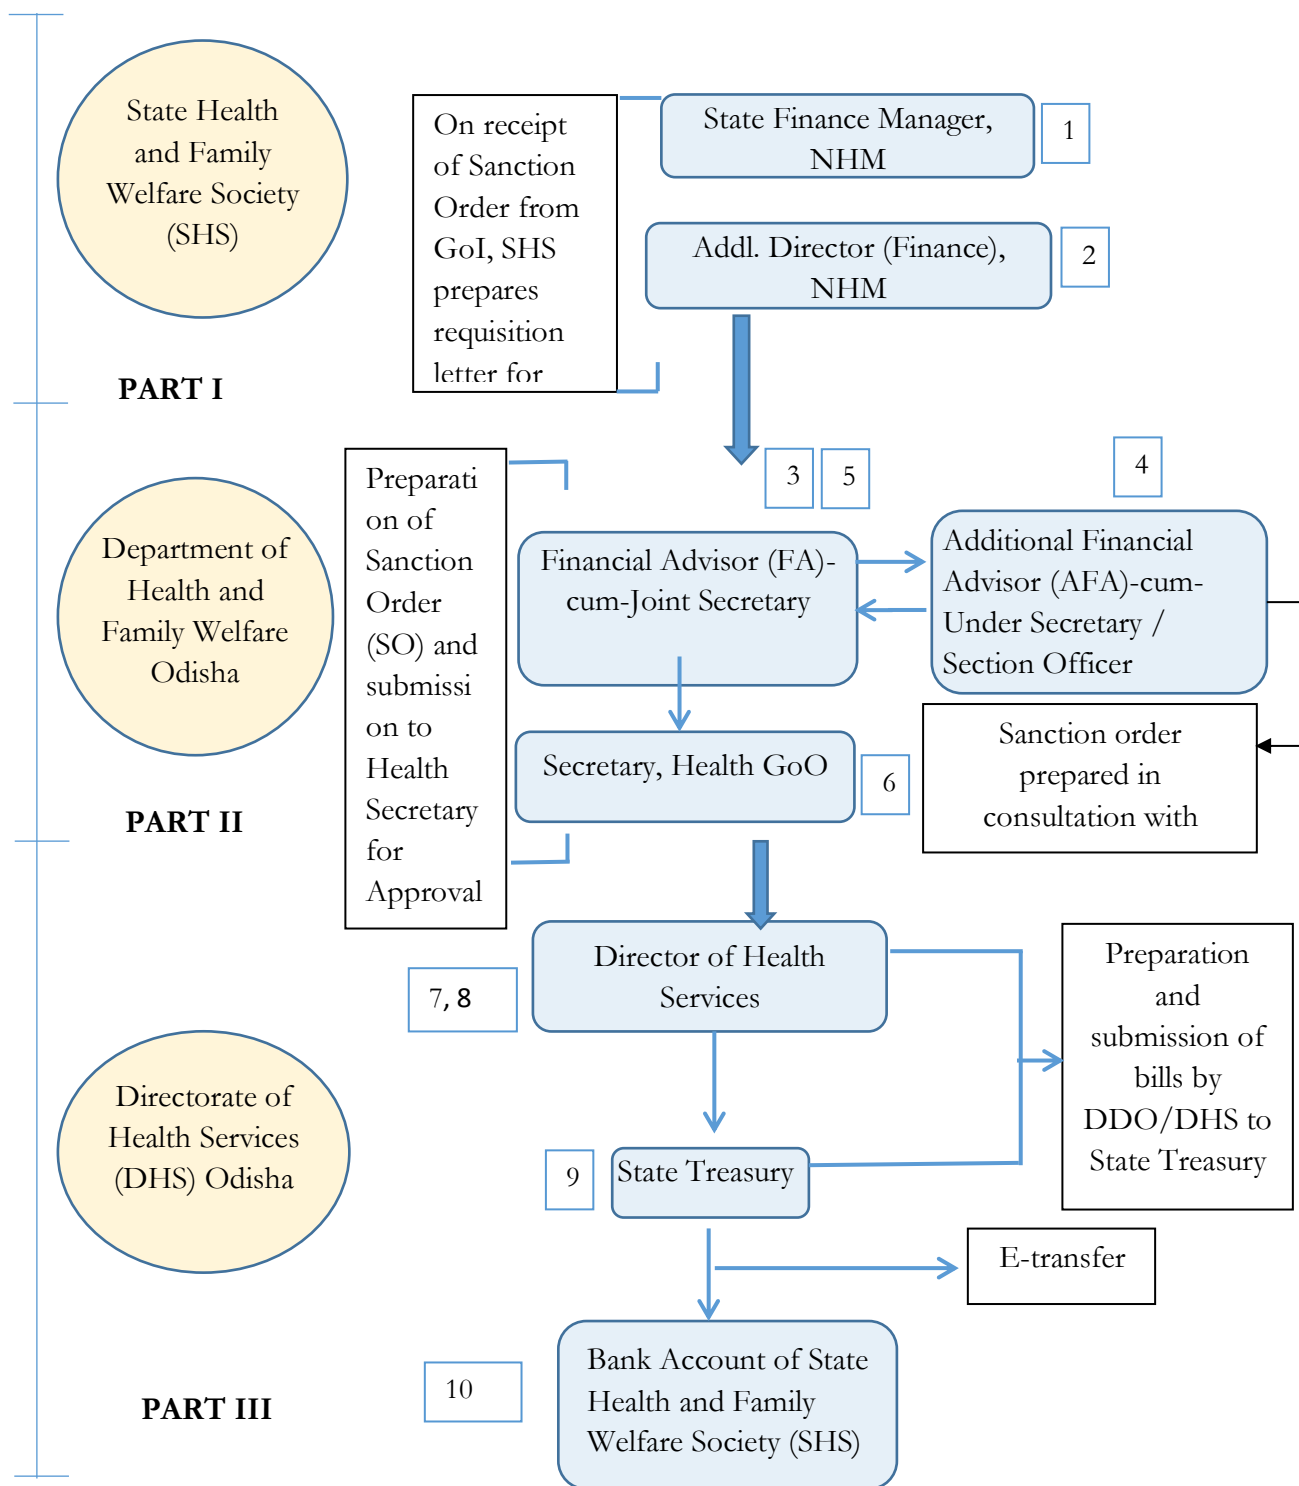 State Health
and Family
Welfare Society
(SHS)
On receipt
of Sanction
Order from
GoI, SHS
prepares
requisition
letter for
State Finance Manager,
NHM
1
Addl. Director (Finance),
NHM
2
PART I
Department of
Health and
Family Welfare
Odisha
Preparati
on of
Sanction
Order
(SO) and
submissi
on to
Health
Secretary
for
Approval
3
5
4
Financial Advisor (FA)-
cum-Joint Secretary
Additional Financial
Advisor (AFA)-cum-
Under Secretary /
Section Officer
Secretary, Health GoO
6
Sanction order
prepared in
consultation with
PART II
Director of Health
Services
7, 8
Preparation
and
submission of
bills by
DDO/DHS to
State Treasury
Directorate of
Health Services
(DHS) Odisha
9
State Treasury
E-transfer
10
Bank Account of State
Health and Family
Welfare Society (SHS)
PART III